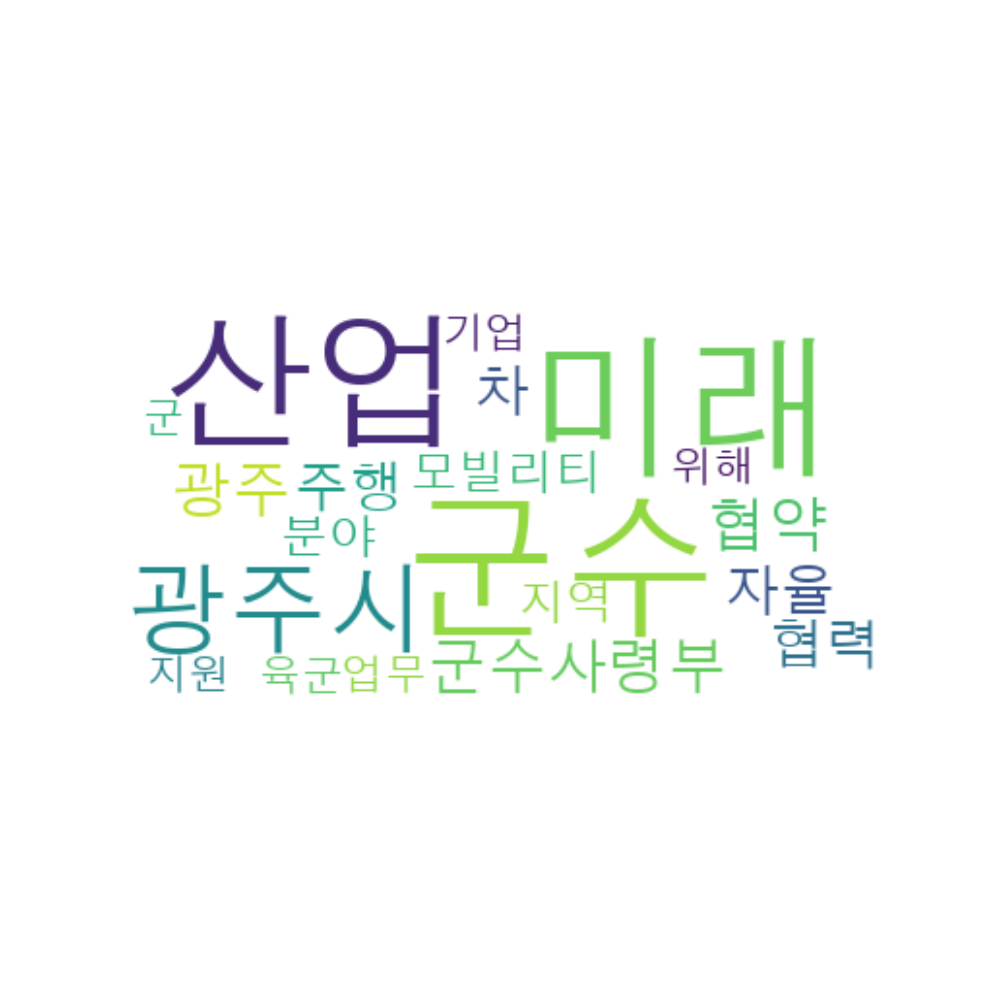 기업
산업
미래
차
군
모빌리티
위해
광주
주행
군수
협약
분야
광주시
자율
지역
협력
군수사령부
지원
육군
업무